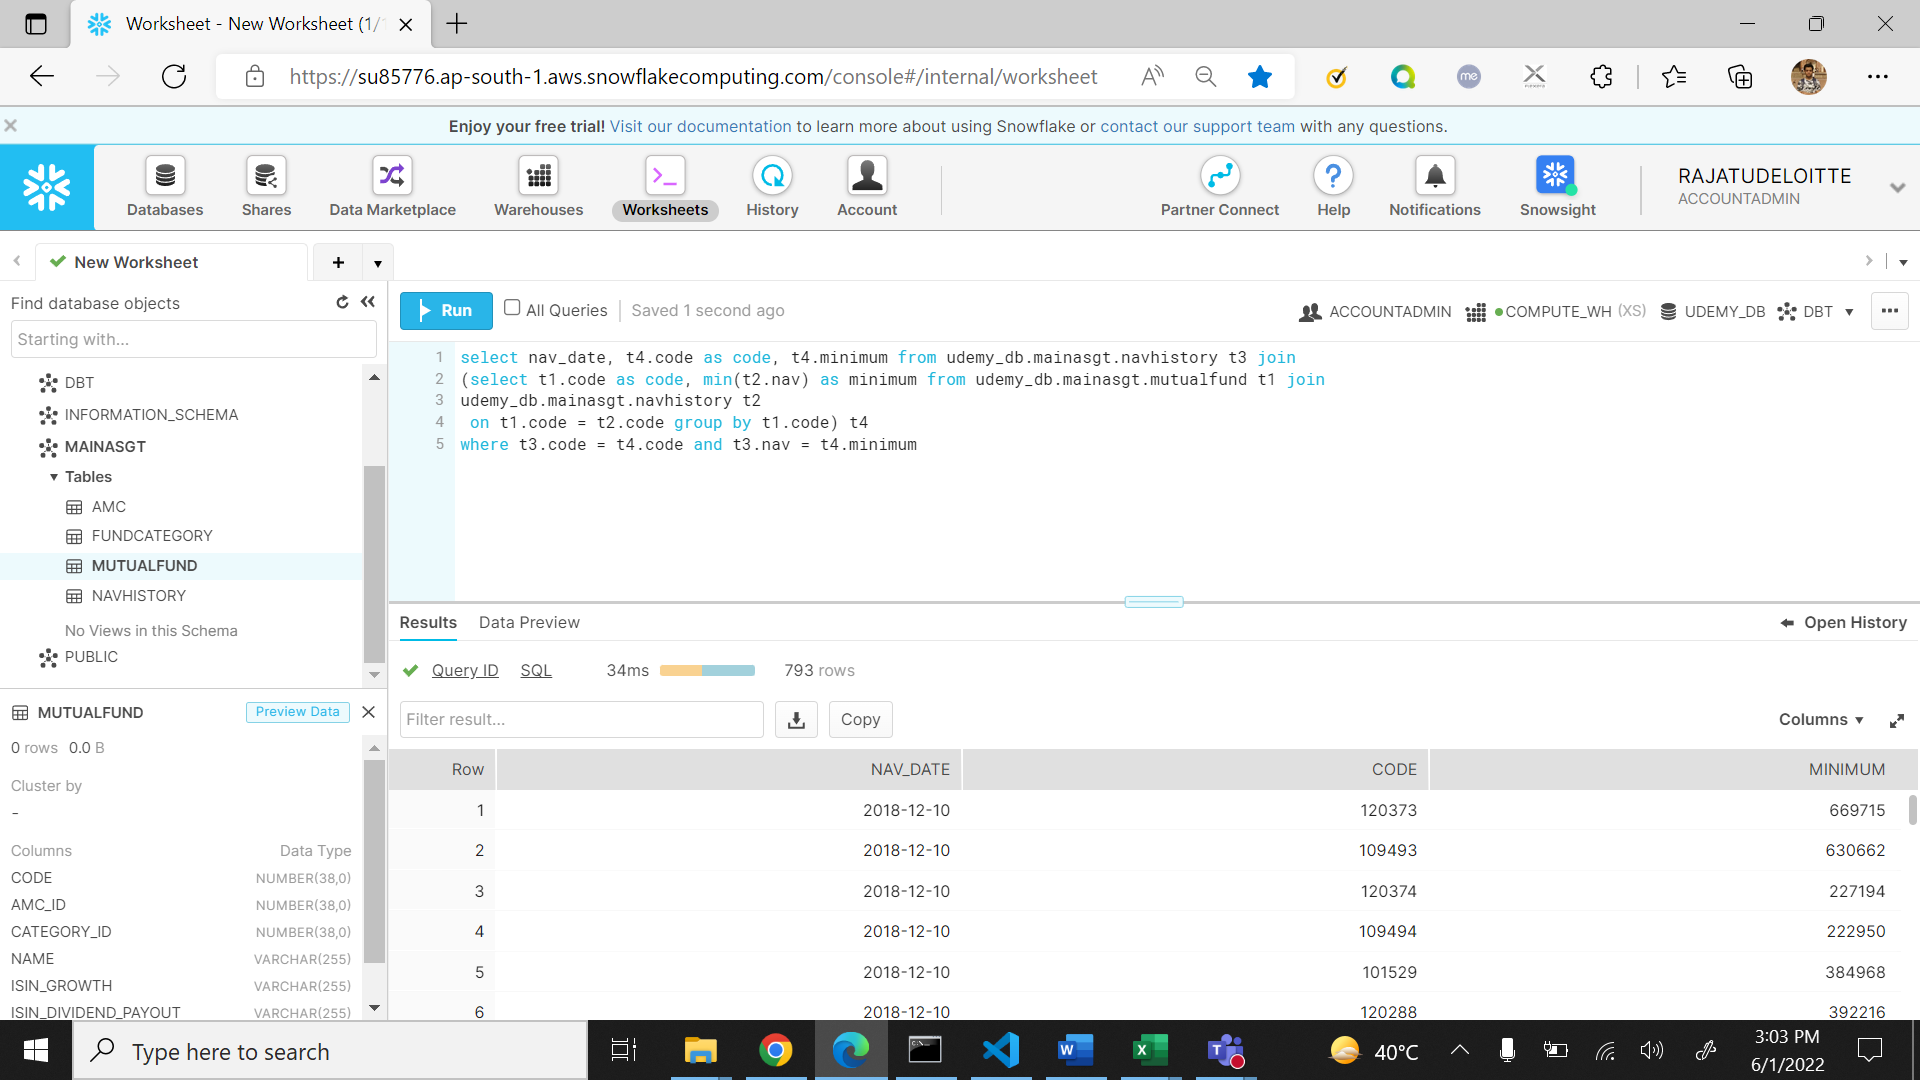 Worksheet - New Worksheet (1/1
https://su85776.ap-south-1.aws.snowflakecomputing.com/console#/internal/worksheet
Enjoy your free trial! Visit our documentation to learn more about using Snowflake or contact our support team with any questions.
Databases
Shares
Data Marketplace
Warehouses
Worksheets
History
Account
Partner Connect
Help
Notifications
Snowsight
RAJATUDELOITTE
ACCOUNTADMIN
New Worksheet
Find database objects
Starting with...
DBT
INFORMATION_SCHEMA
MAINASGT
Tables
AMC
FUNDCATEGORY
MUTUALFUND
NAVHISTORY
No Views in this Schema
PUBLIC
MUTUALFUND Preview Data
0 rows 0.0 B
Cluster by
-
Columns Data Type
CODE NUMBER(38,0)
AMC_ID NUMBER(38,0)
CATEGORY_ID NUMBER(38,0)
NAME VARCHAR(255)
ISIN_GROWTH VARCHAR(255)
ISIN_DIVIDEND_PAYOUT VARCHAR(255)
Run All Queries Saved 1 second ago
ACCOUNTADMIN COMPUTE_WH (XS) UDEMY_DB DBT
1 select nav_date, t4.code as code, t4.minimum from udemy_db.mainasgt.navhistory t3 join
2 (select t1.code as code, min(t2.nav) as minimum from udemy_db.mainasgt.mutualfund t1 join
3 udemy_db.mainasgt.navhistory t2
4 on t1.code = t2.code group by t1.code) t4
5 where t3.code = t4.code and t3.nav = t4.minimum
Results Data Preview Open History
Query ID SQL 34ms 793 rows
Filter result... Copy Columns
Row NAV_DATE CODE MINIMUM
1 2018-12-10 120373 669715
2 2018-12-10 109493 630662
3 2018-12-10 120374 227194
4 2018-12-10 109494 222950
5 2018-12-10 101529 384968
6 2018-12-10 120288 392216
Type here to search
40°C
3:03 PM
6/1/2022